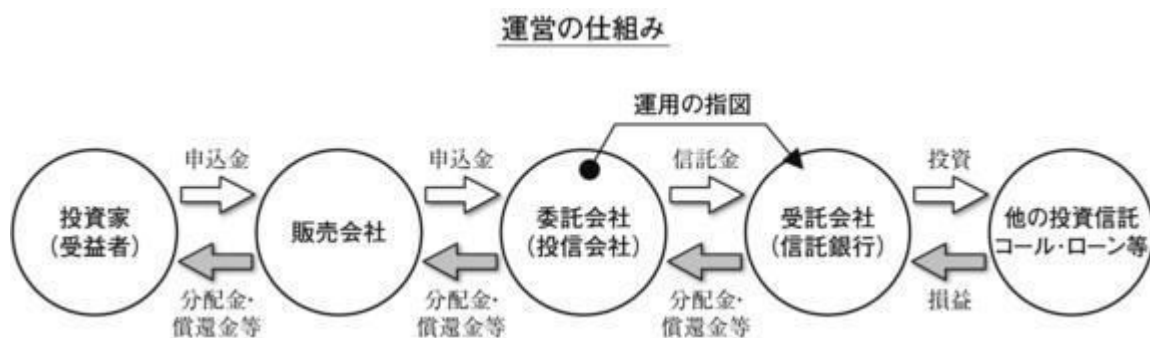 運営の仕組み
運用の指図
申込金
申込金
信託金
投資
投資家
（受益者）
販売会社
委託会社
（投信会社）
受託会社
（信託銀行）
他の投資信託
コール・ローン等
分配金・
償還金等
分配金・
償還金等
分配金・
償還金等
損益